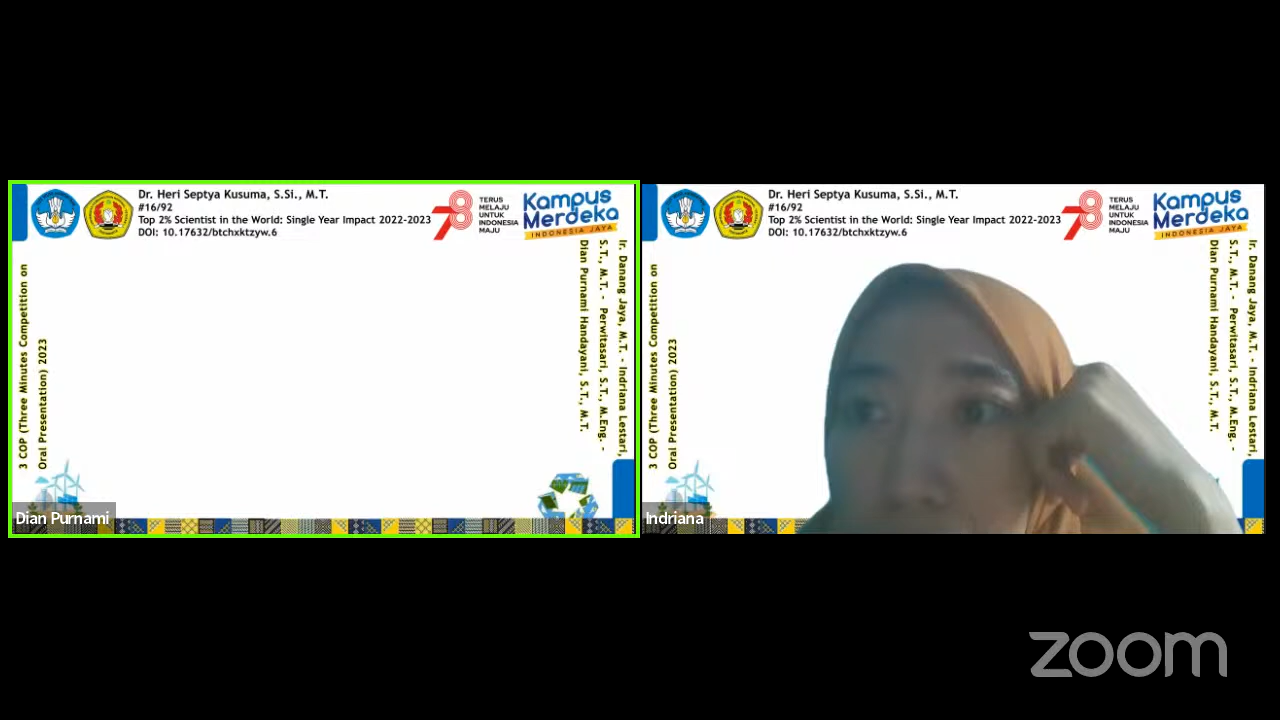 Dr. Heri Septya Kusuma, S.Si., M.T.
#16/92
Top 2% Scientist in the World: Single Year Impact 2022-2023
DOI: 10.17632/btchxktzyw.6
78
TERUS
MELAJU
UNTUK
INDONESIA
MAJU
Kampus
Merdeka
INDONESIA JAYA
3 COP (Three Minutes Competition on
Oral Presentation) 2023
Ir. Danang Jaya, M.T. - Indriana Lestari,
S.T., M.T. - Perwitasari, S.T., M.Eng. -
Dian Purnami Handayani, S.T., M.T.
Dian Purnami
Dr. Heri Septya Kusuma, S.Si., M.T.
#16/92
Top 2% Scientist in the World: Single Year Impact 2022-2023
DOI: 10.17632/btchxktzyw.6
78
TERUS
MELAJU
UNTUK
INDONESIA
MAJU
Kampus
Merdeka
INDONESIA JAYA
3 COP (Three Minutes Competition on
Oral Presentation) 2023
Ir. Danang Jaya, M.T. - Indriana Lestari,
S.T., M.T. - Perwitasari, S.T., M.Eng. -
Dian Purnami Handayani, S.T., M.T.
Indriana
zoom